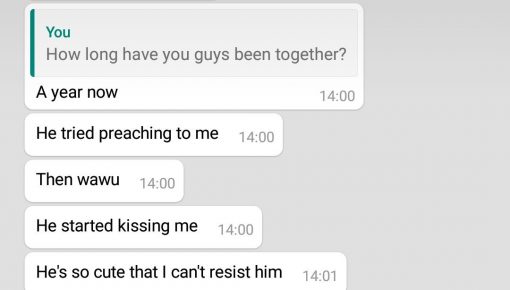 You
How long have you guys been together?
A year now
14:00
He tried preaching to me
14:00
Then wawu
14:00
He started kissing me
14:00
He's so cute that I can't resist him
14:01